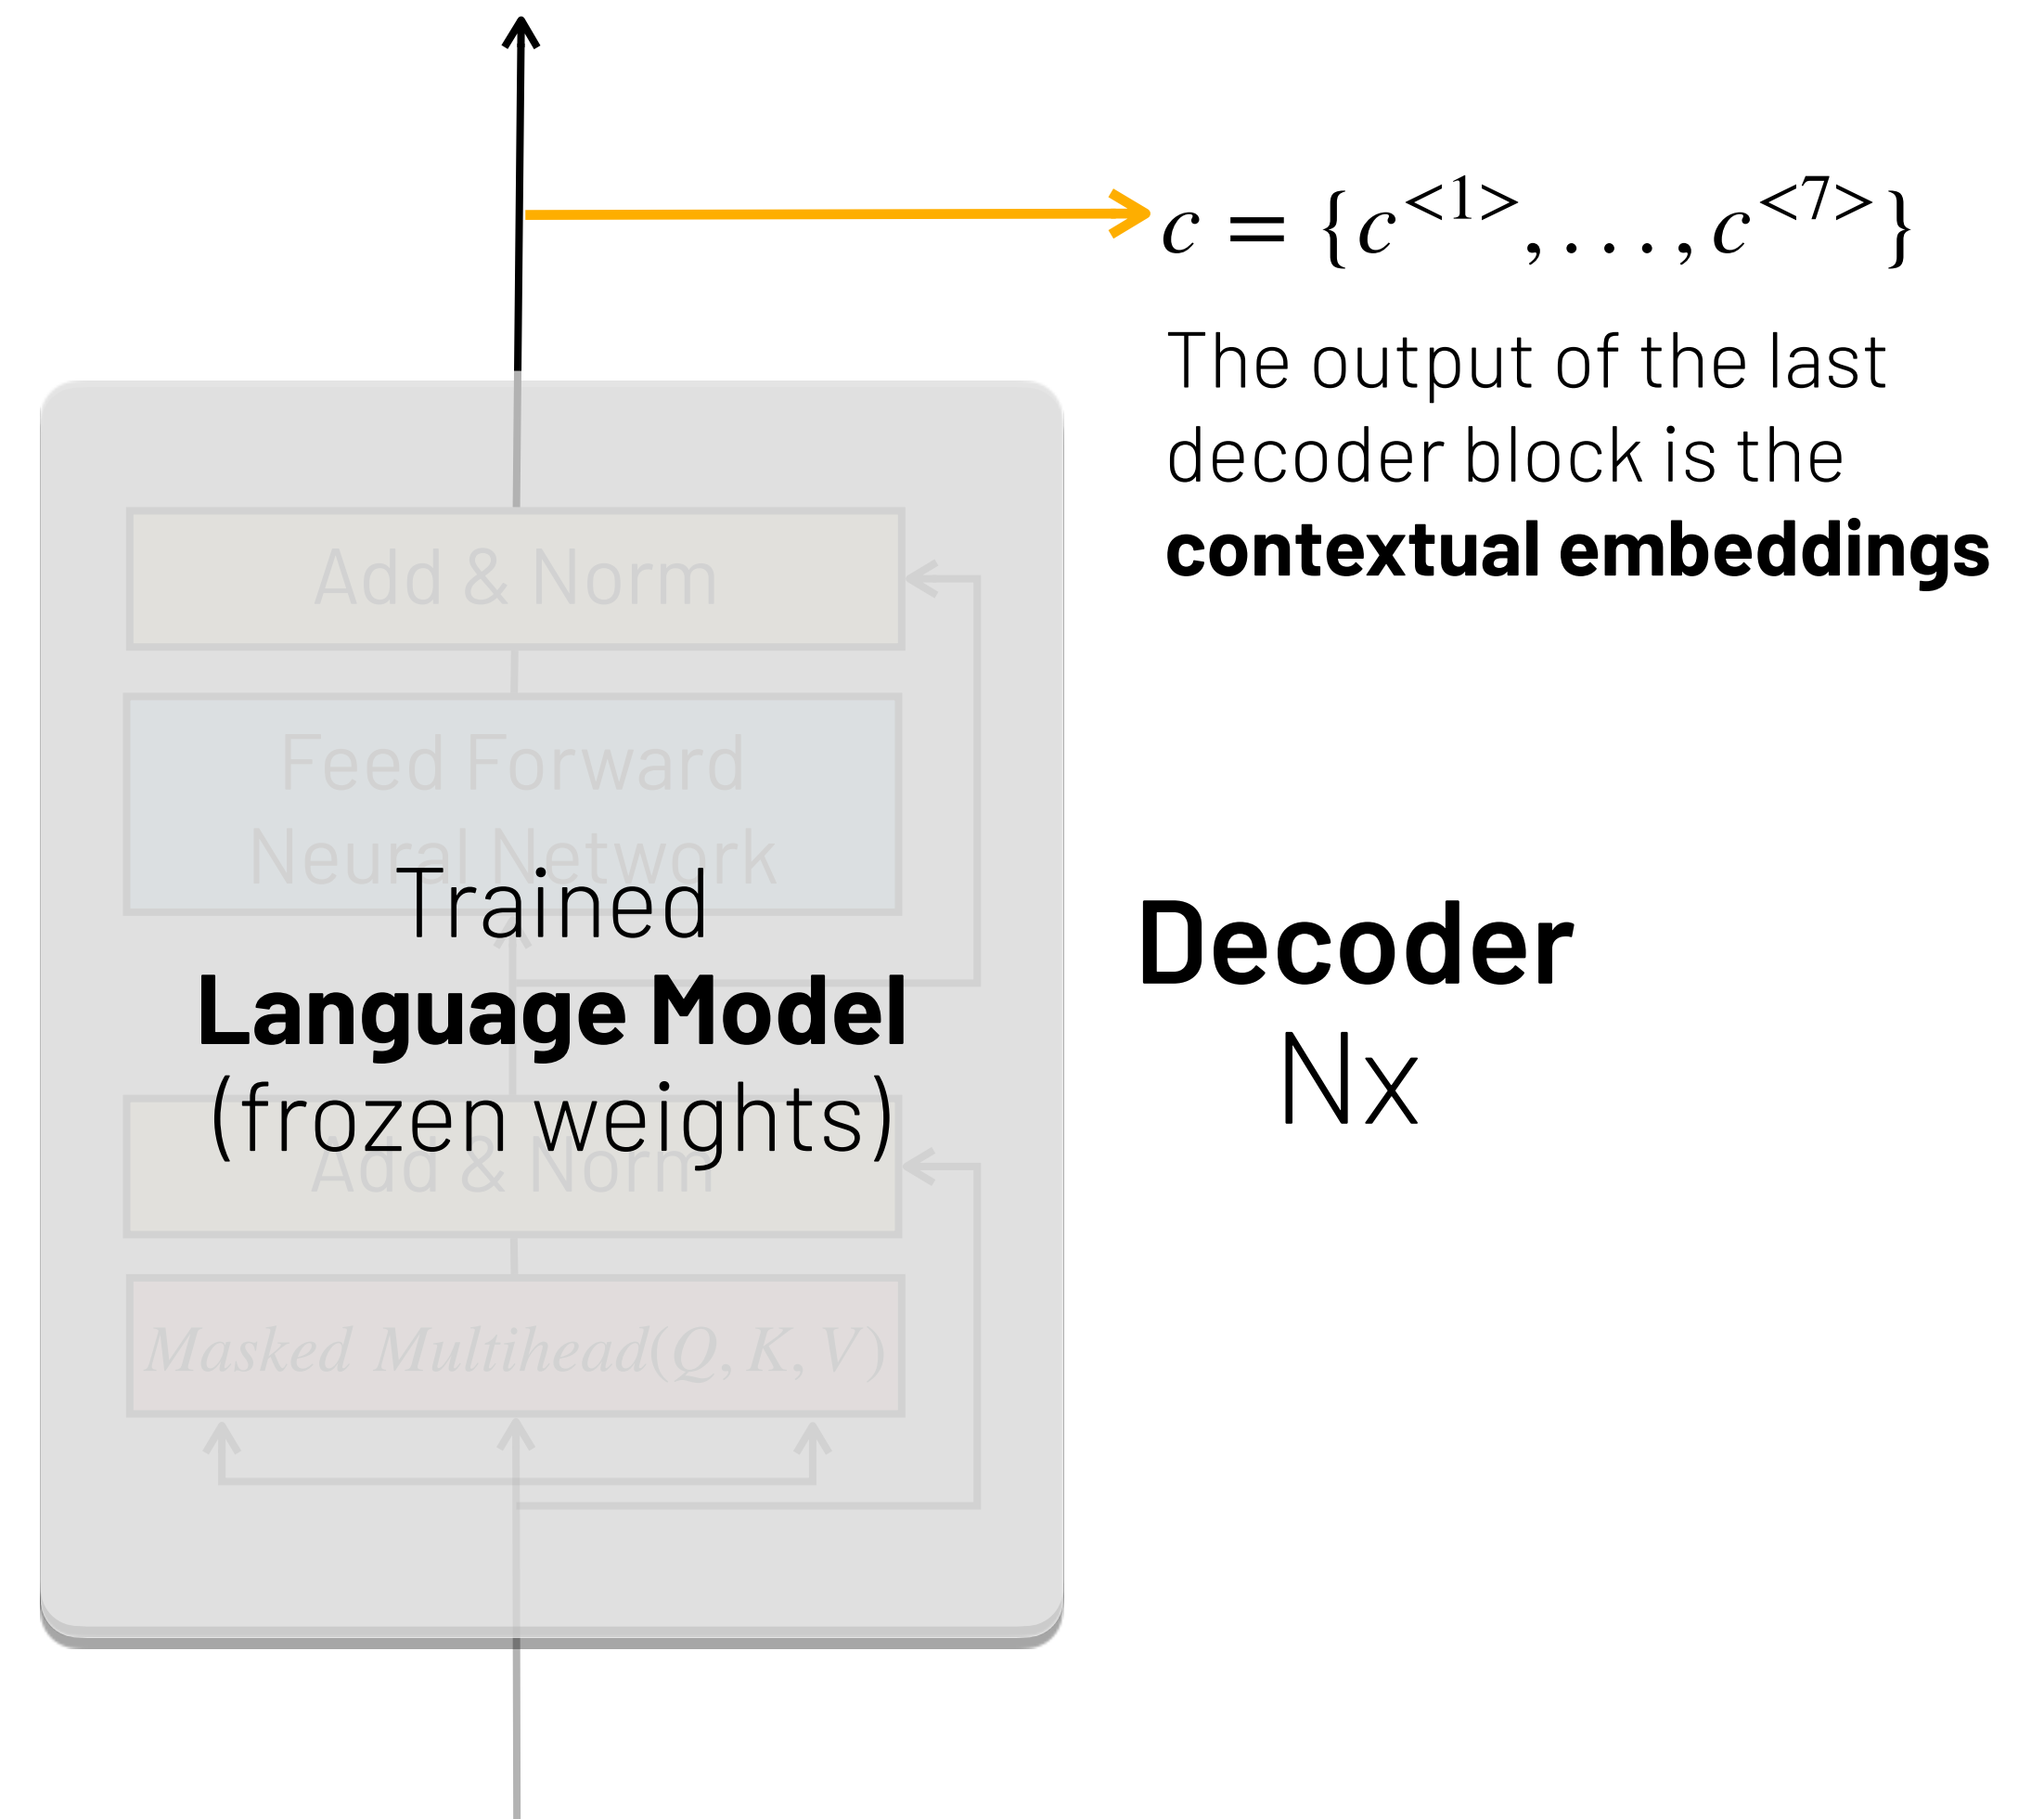 c = {c<1>, . . . , c<7>}
The output of the last
decoder block is the
contextual embeddings
Add & Norm
Feed Forward
Neural Network
Trained
Language Model
(frozen weights)
Decoder
Nx
Add & Norm
Masked Multihead(Q, K, V)